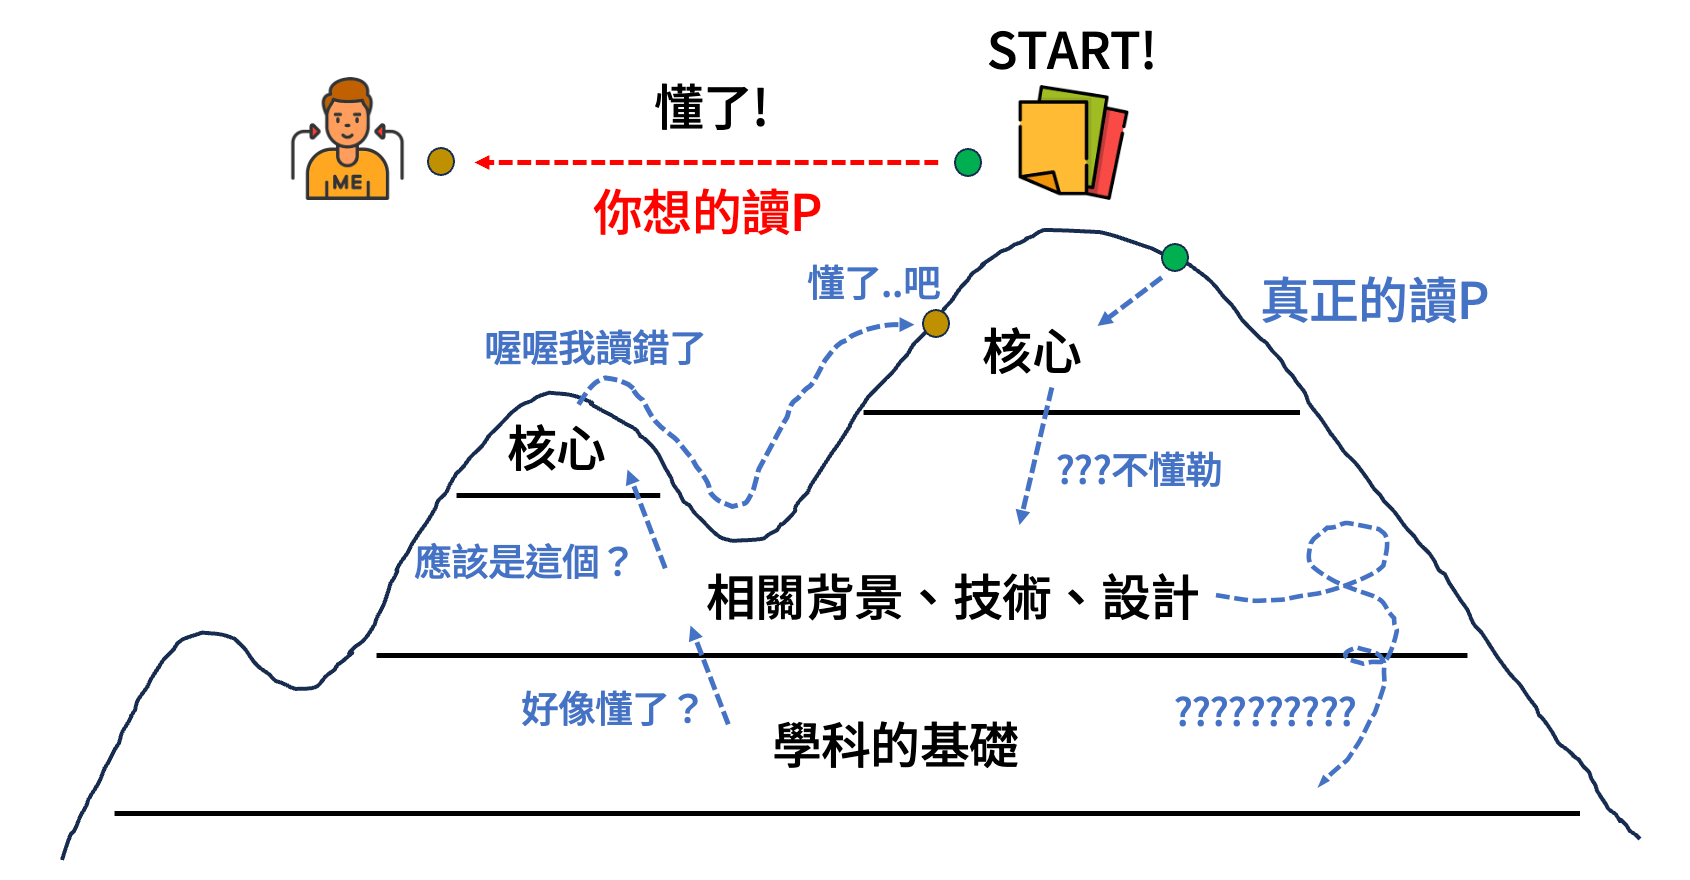 START!
懂了!
ME
你想的讀P
懂了..吧
真正的讀P
喔喔我讀錯了
核心
核心
???不懂勒
應該是這個？
相關背景、技術、設計
好像懂了？
??????????
學科的基礎